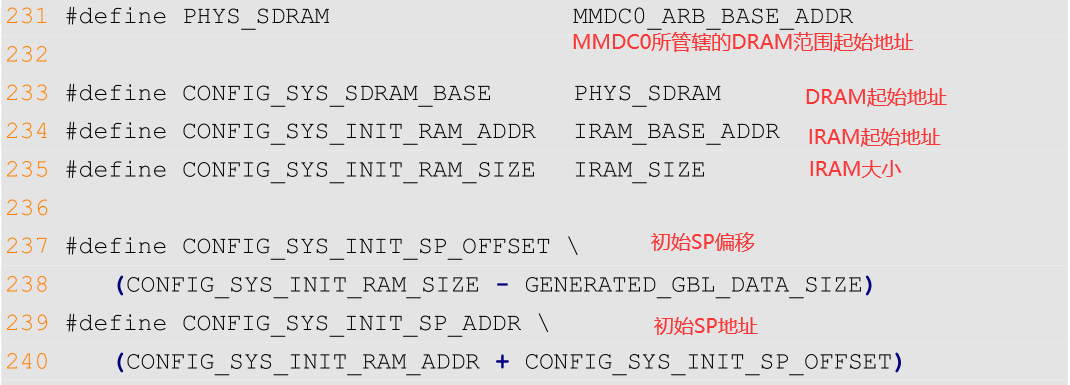 231 #define PHYS_SDRAM MMDC0_ARB_BASE_ADDR
232 MMDC0所管辖的DRAM范围起始地址
233 #define CONFIG_SYS_SDRAM_BASE PHYS_SDRAM DRAM起始地址
234 #define CONFIG_SYS_INIT_RAM_ADDR IRAM_BASE_ADDR IRAM起始地址
235 #define CONFIG_SYS_INIT_RAM_SIZE IRAM_SIZE IRAM大小
236
237 #define CONFIG_SYS_INIT_SP_OFFSET \ 初始SP偏移
238 (CONFIG_SYS_INIT_RAM_SIZE - GENERATED_GBL_DATA_SIZE)
239 #define CONFIG_SYS_INIT_SP_ADDR \ 初始SP地址
240 (CONFIG_SYS_INIT_RAM_ADDR + CONFIG_SYS_INIT_SP_OFFSET)